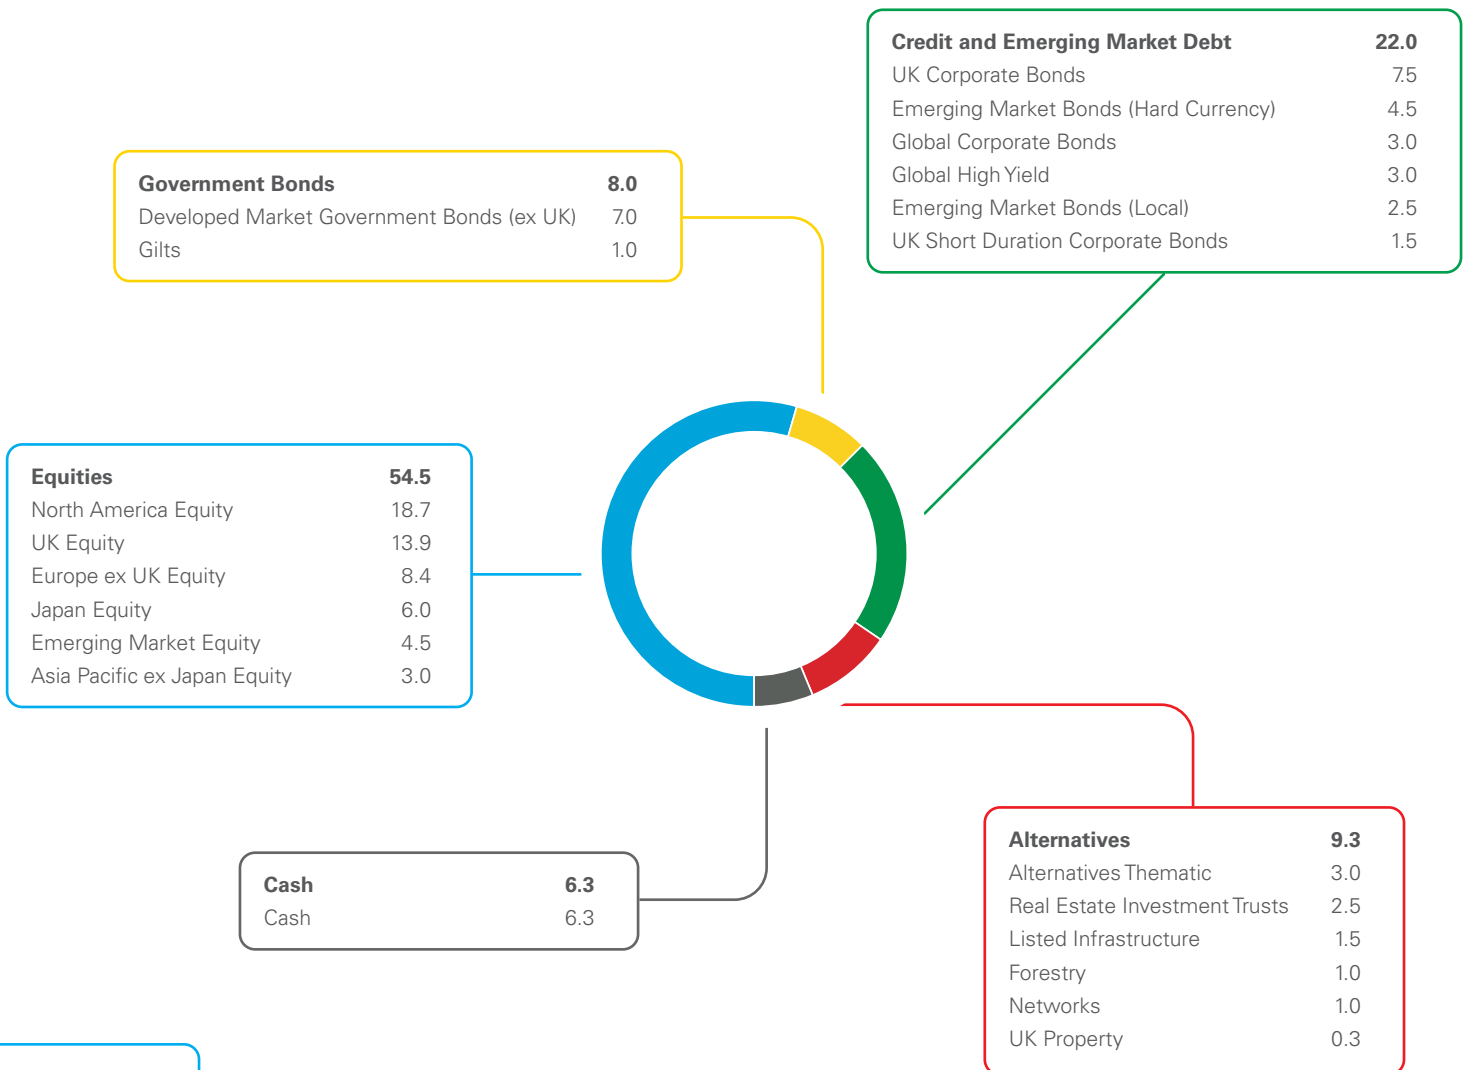 Credit and Emerging Market Debt 22.0
UK Corporate Bonds 7.5
Emerging Market Bonds (Hard Currency) 4.5
Global Corporate Bonds 3.0
Global High Yield 3.0
Emerging Market Bonds (Local) 2.5
UK Short Duration Corporate Bonds 1.5
Government Bonds 8.0
Developed Market Government Bonds (ex UK) 7.0
Gilts 1.0
Equities 54.5
North America Equity 18.7
UK Equity 13.9
Europe ex UK Equity 8.4
Japan Equity 6.0
Emerging Market Equity 4.5
Asia Pacific ex Japan Equity 3.0
Cash 6.3
Cash 6.3
Alternatives 9.3
Alternatives Thematic 3.0
Real Estate Investment Trusts 2.5
Listed Infrastructure 1.5
Forestry 1.0
Networks 1.0
UK Property 0.3